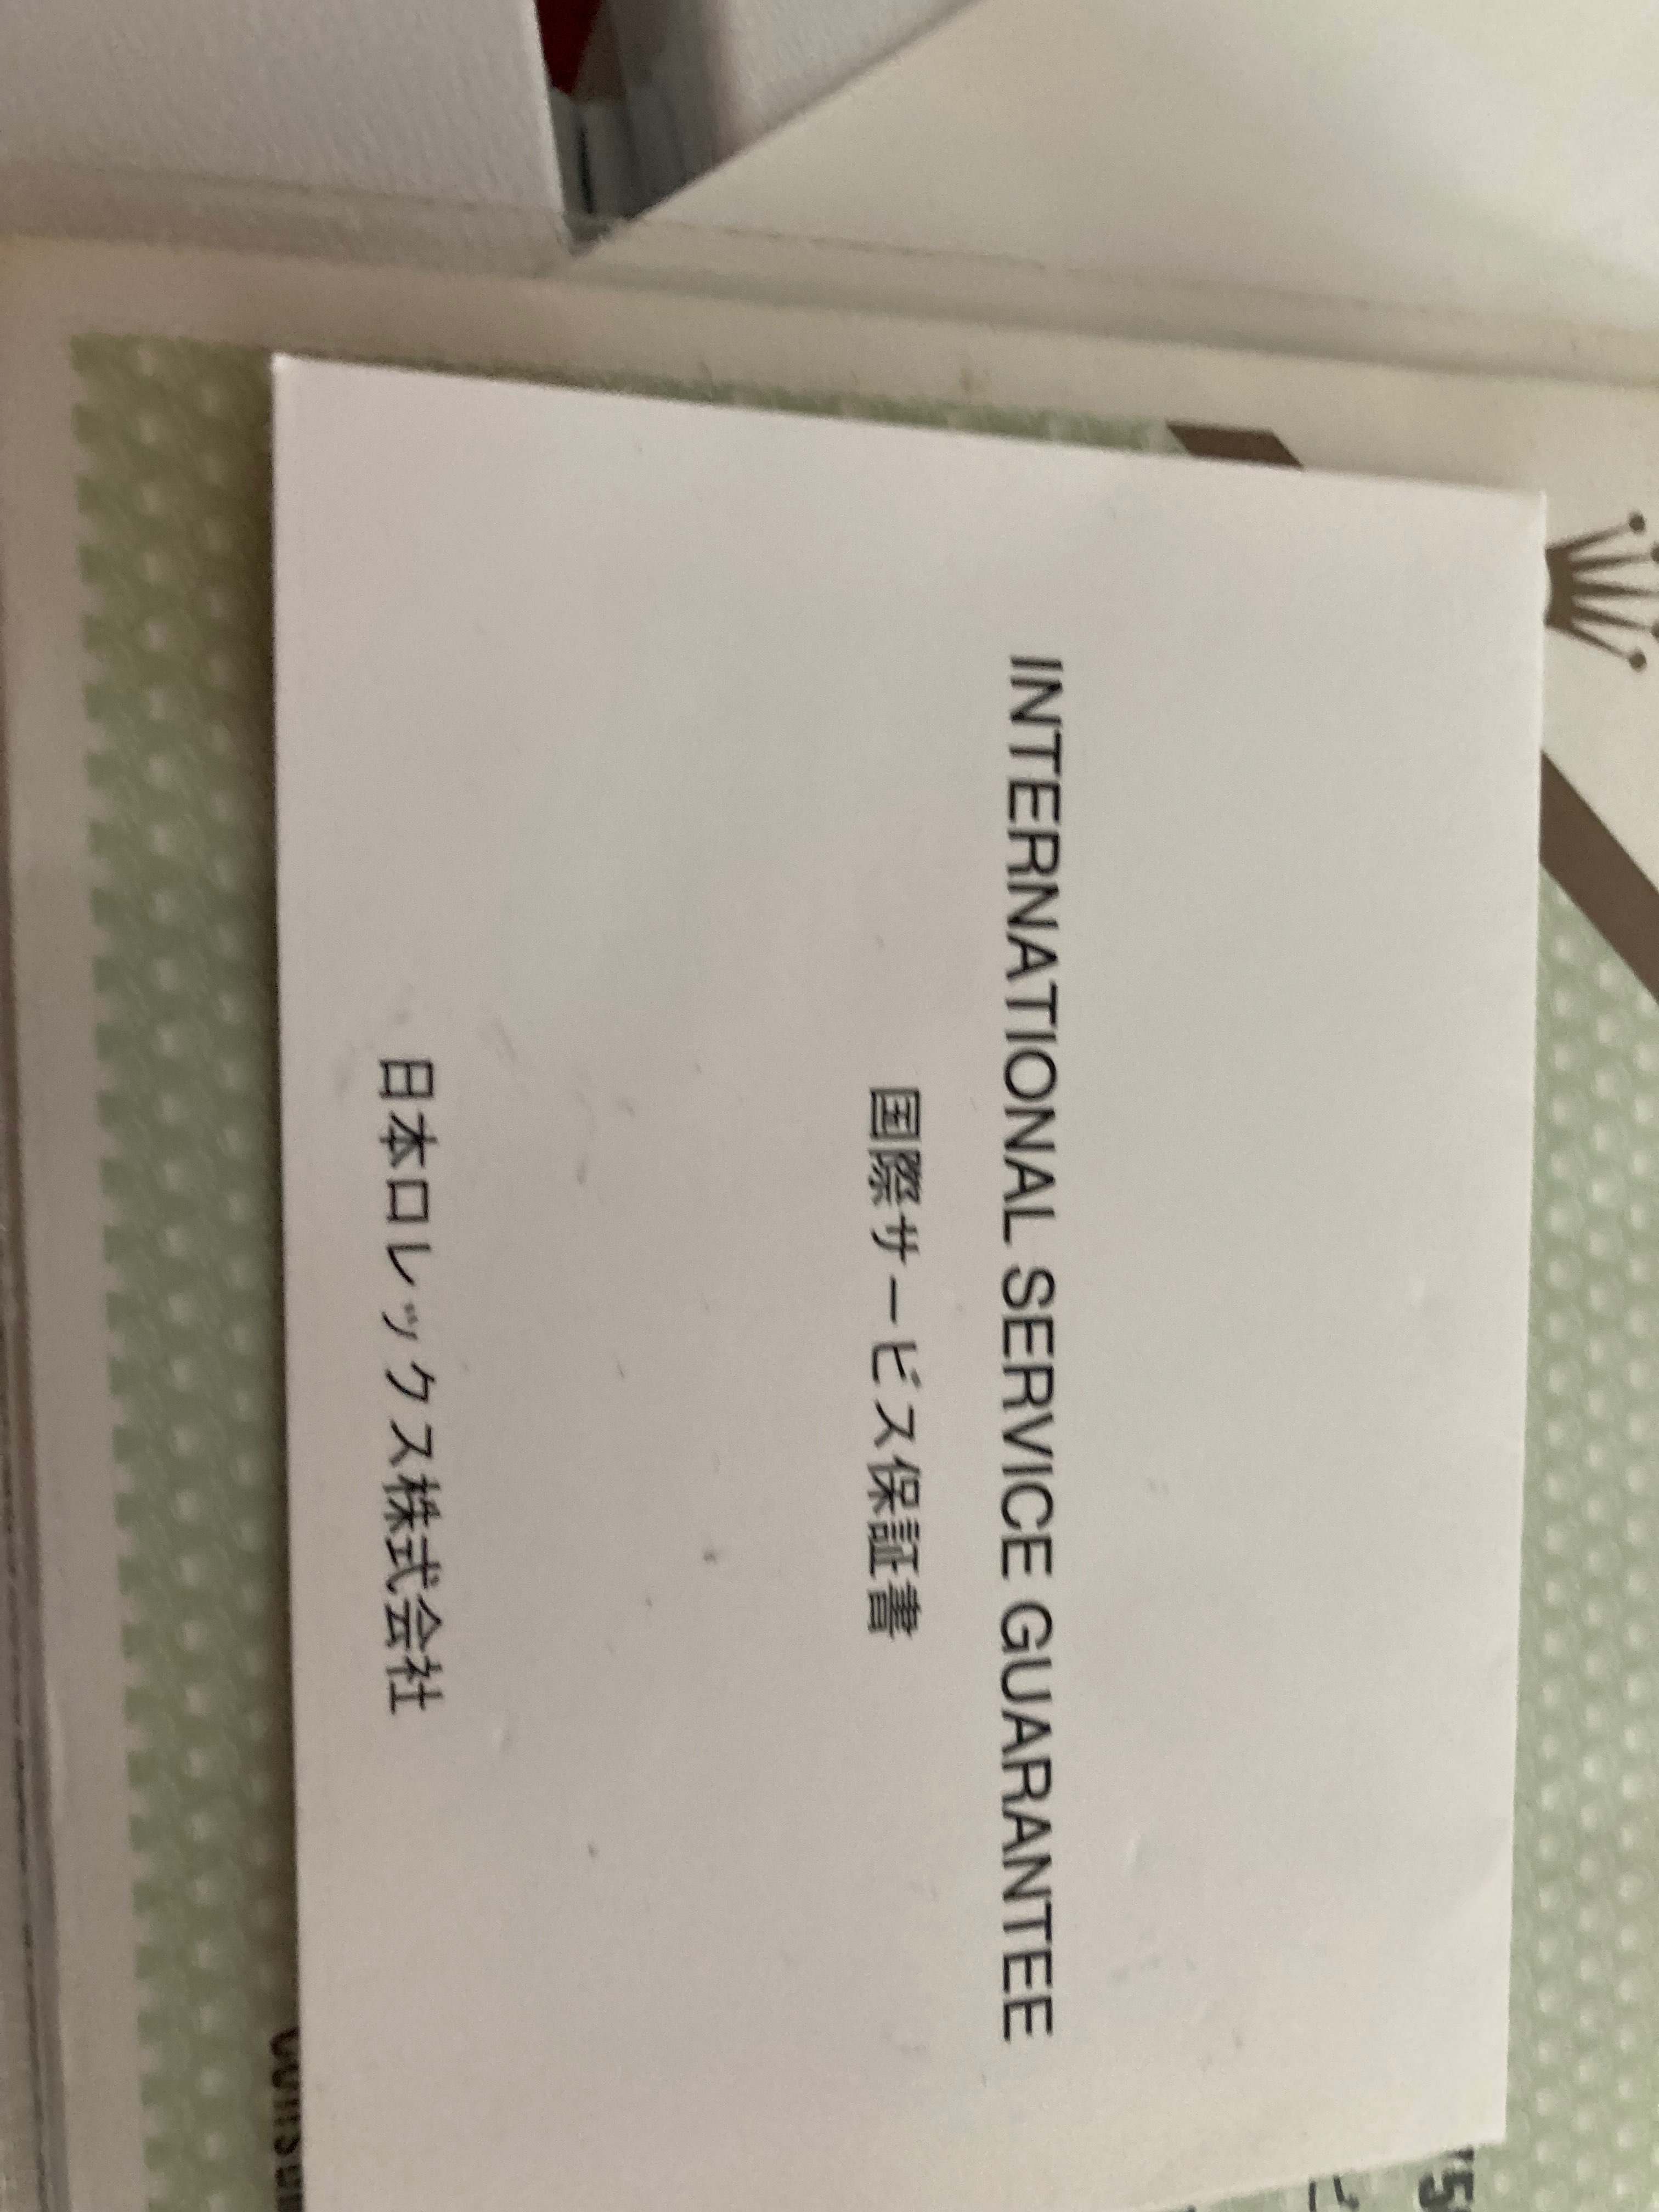 INTERNATIONAL SERVICE GUARANTEE
国際サービス保証書
日本ロレックス株式会社